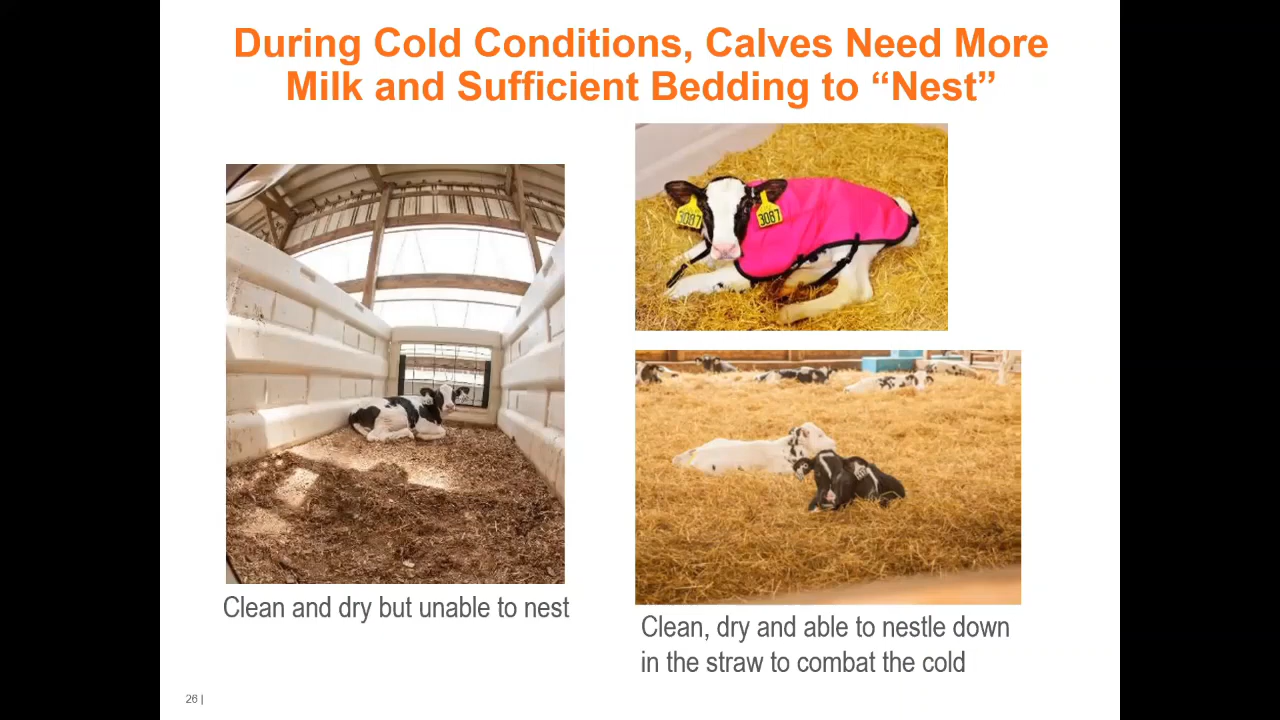 During Cold Conditions, Calves Need More
Milk and Sufficient Bedding to “Nest”
3087
3087
Clean and dry but unable to nest
Clean, dry and able to nestle down
in the straw to combat the cold
26 |